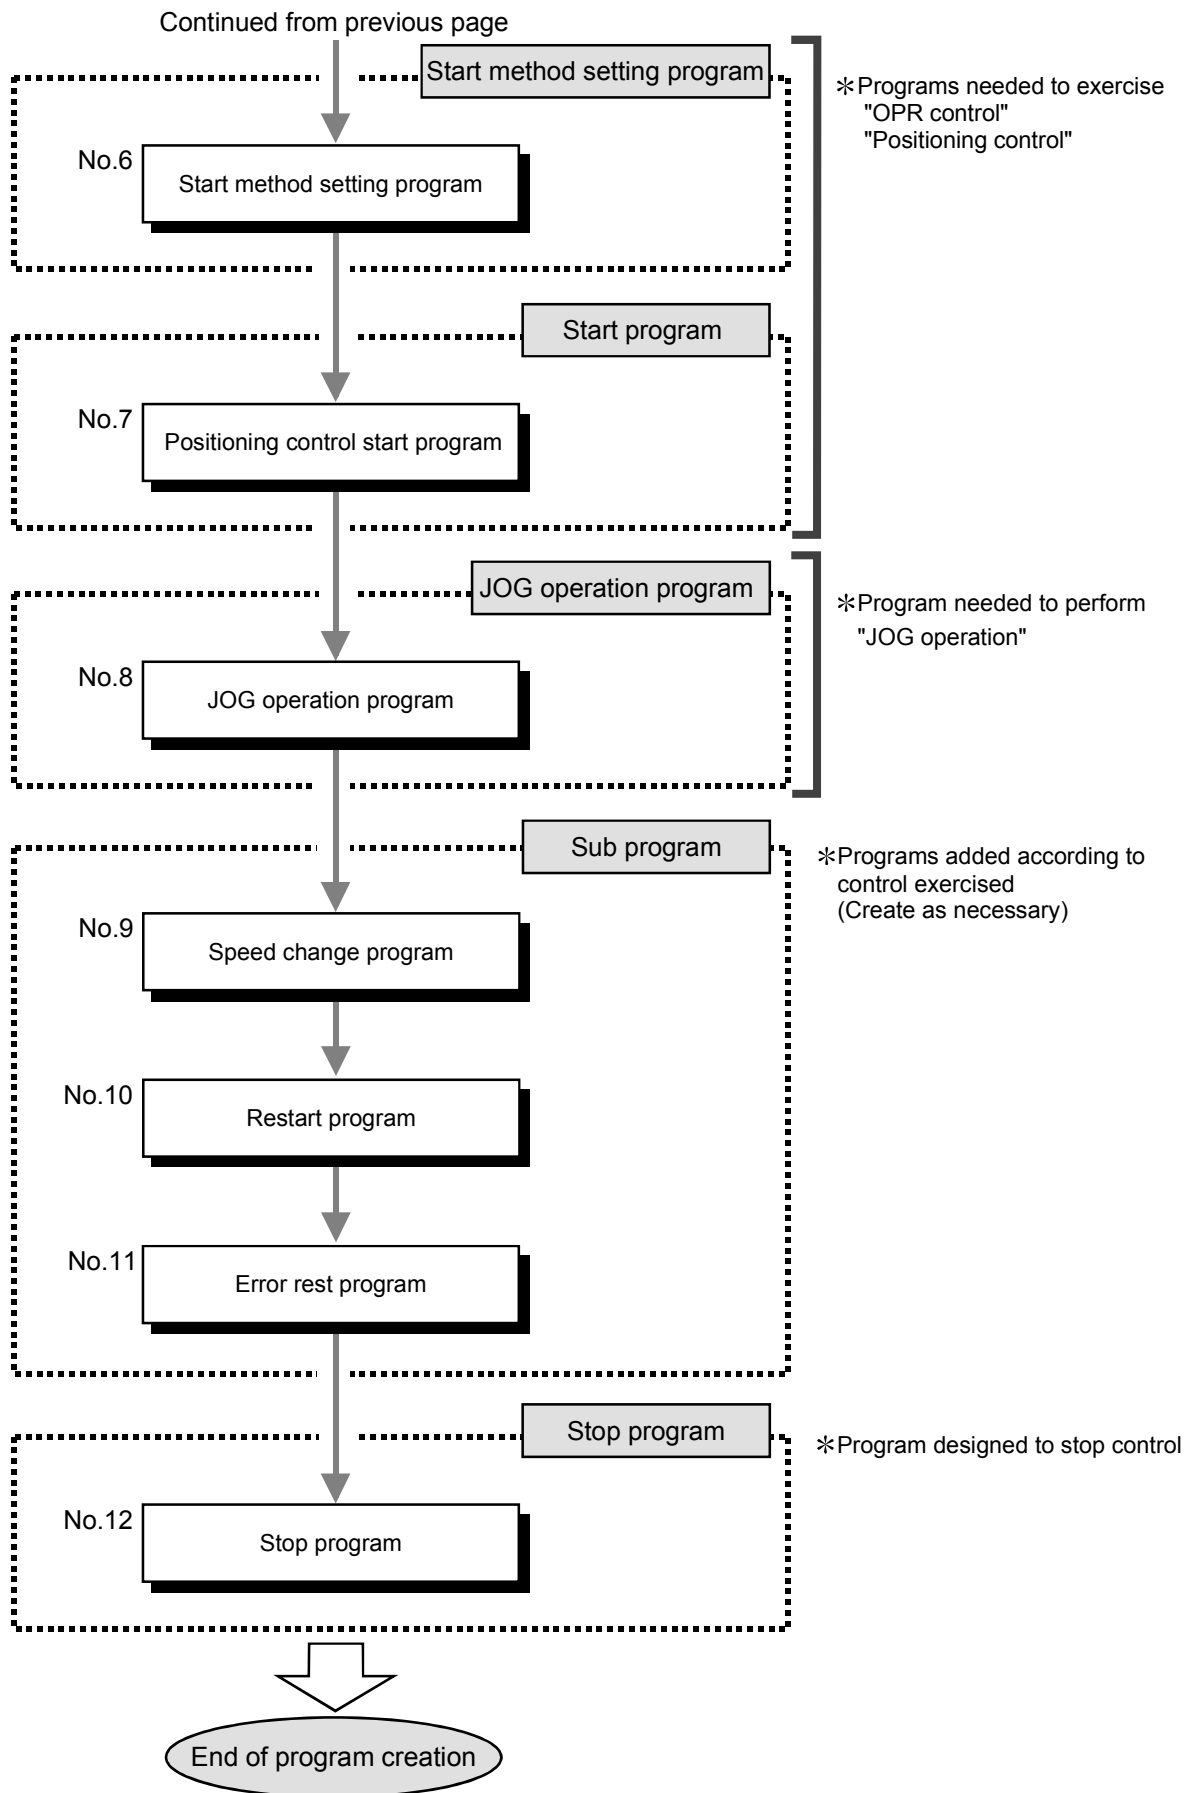 Continued from previous page
Start method setting program
✽Programs needed to exercise
"OPR control"
"Positioning control"
No.6
Start method setting program
Start program
No.7
Positioning control start program
JOG operation program
✽Program needed to perform
"JOG operation"
No.8
JOG operation program
Sub program
✽Programs added according to
control exercised
(Create as necessary)
No.9
Speed change program
No.10
Restart program
No.11
Error rest program
Stop program
✽Program designed to stop control
No.12
Stop program
End of program creation